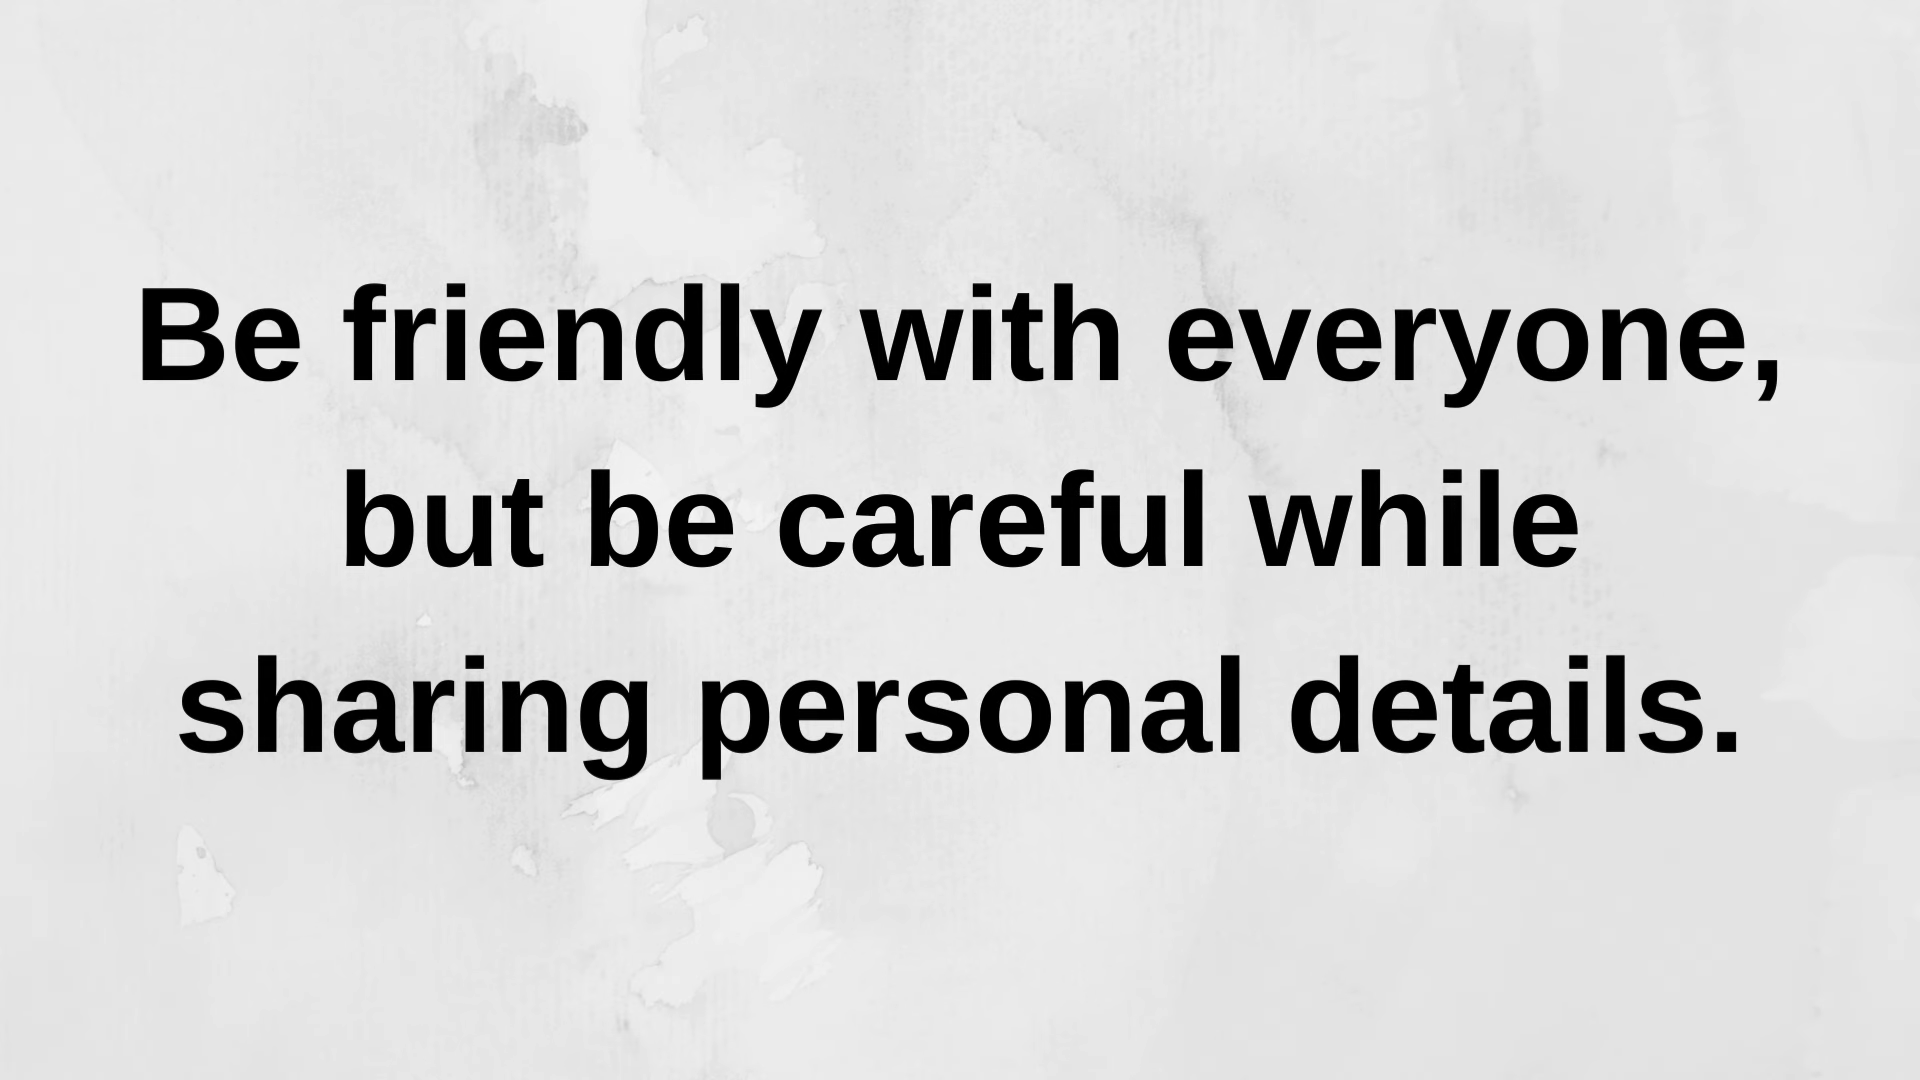 Be friendly with everyone,
but be careful while
sharing personal details.